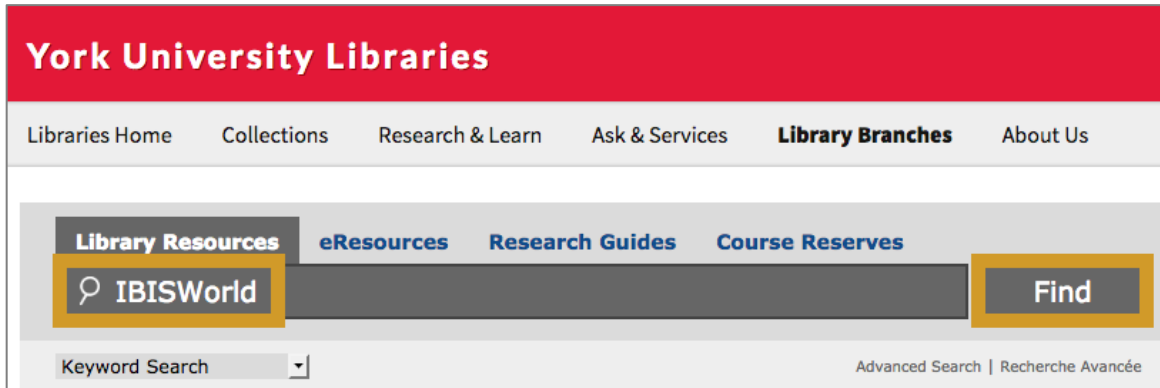 York University Libraries
Libraries Home Collections Research & Learn Ask & Services Library Branches About Us
Library Resources eResources Research Guides Course Reserves
IBISWorld Find
Keyword Search Advanced Search | Recherche Avancée